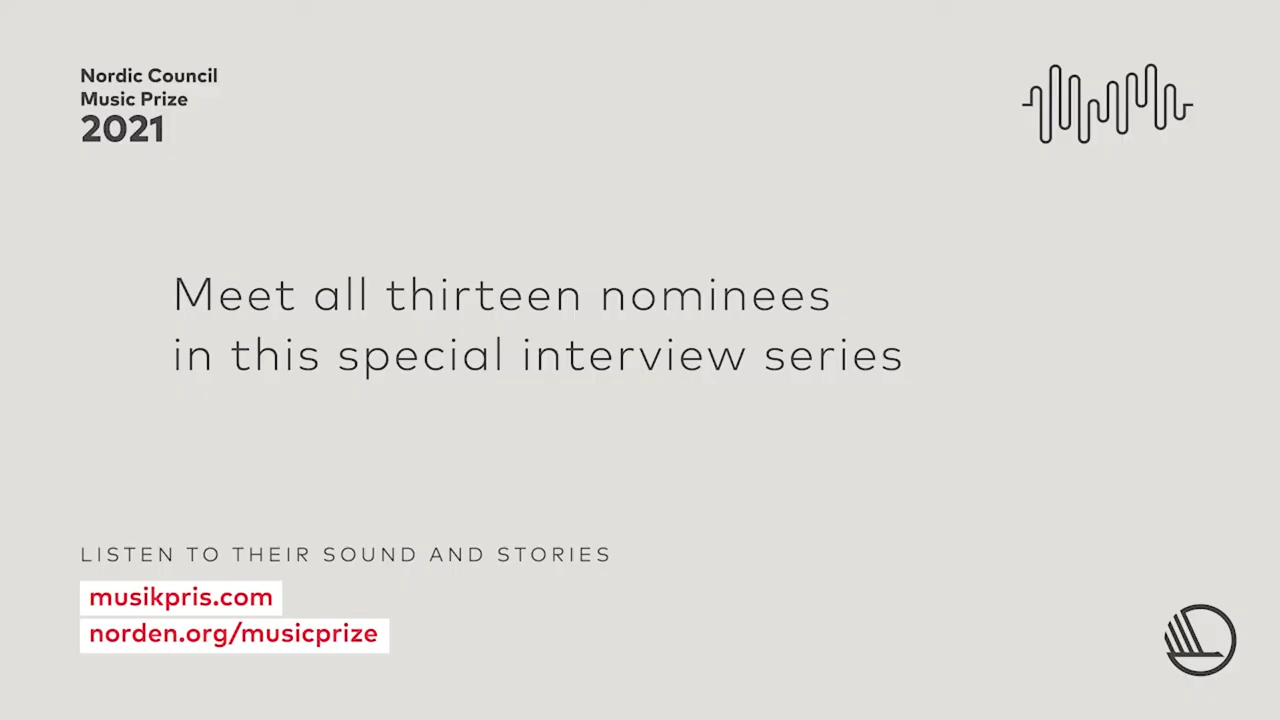 Nordic Council
Music Prize
2021
Meet all thirteen nominees
in this special interview series
LISTEN TO THEIR SOUND AND STORIES
musikpris.com
norden.org/musicprize